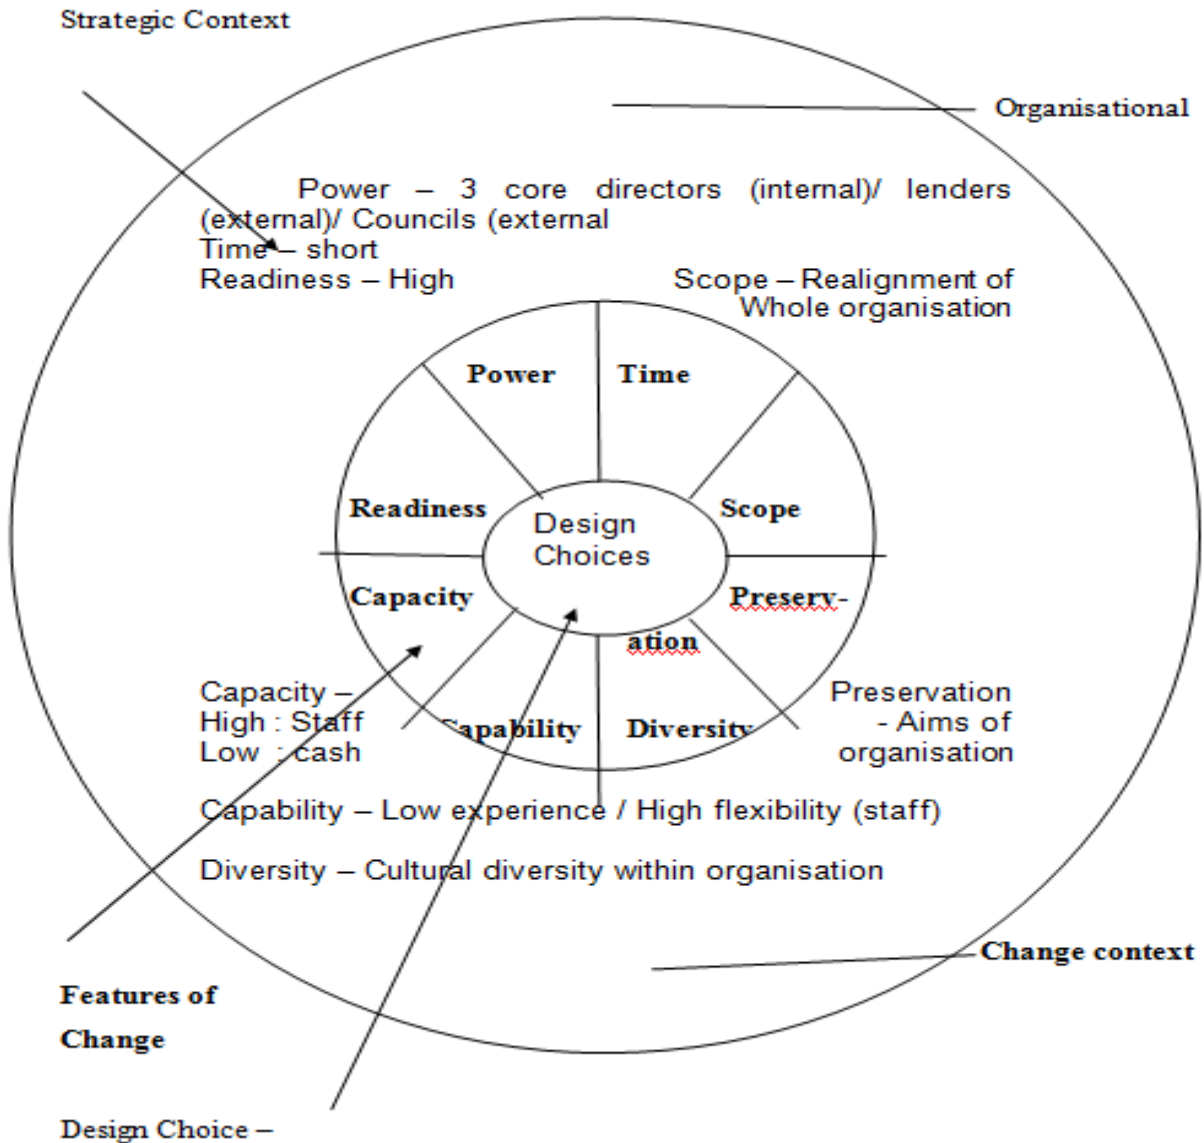 Strategic Context
Organisational
Power – 3 core directors (internal)/ lenders
(external)/ Councils (external
Time – short
Readiness – High
Scope – Realignment of
Whole organisation
Power
Time
Readiness
Scope
Design
Choices
Capacity
Preserv-
ation
Capability
Diversity
Capacity –
High : Staff
Low : cash
Preservation
- Aims of
organisation
Capability – Low experience / High flexibility (staff)
Diversity – Cultural diversity within organisation
Change context
Features of
Change
Design Choice –